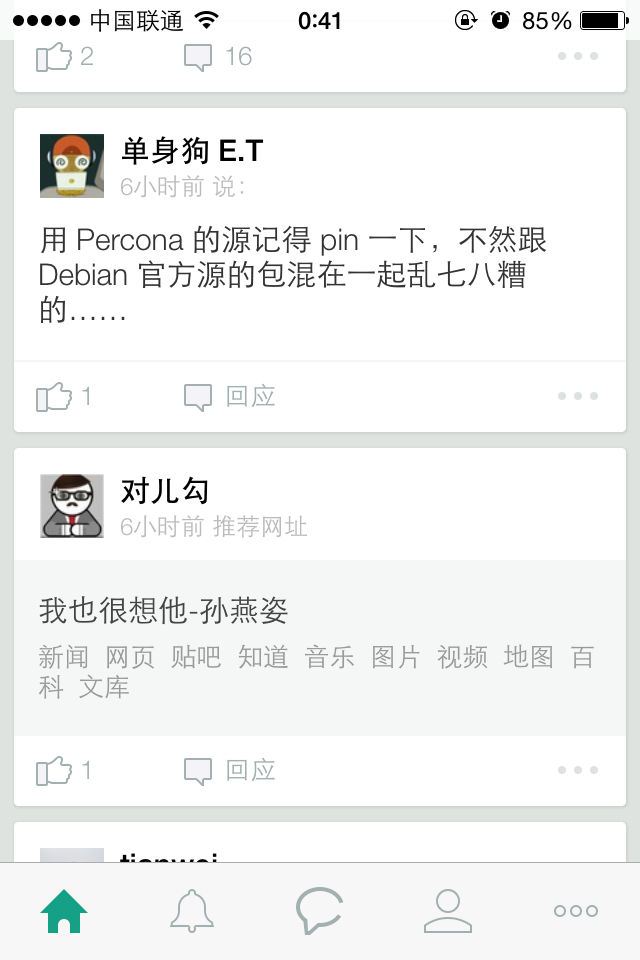 中国联通 0:41 85%
2 16
单身狗 E.T
6小时前 说：
用 Percona 的源记得 pin 一下，不然跟
Debian 官方源的包混在一起乱七八糟
的……
1 回应
对儿勾
6小时前 推荐网址
我也很想他-孙燕姿
新闻 网页 贴吧 知道 音乐 图片 视频 地图 百
科 文库
1 回应
tianwei